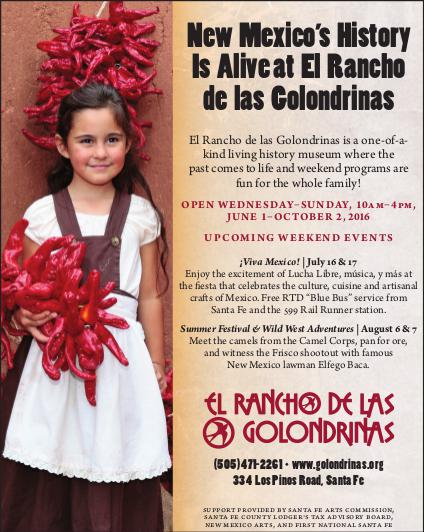 New Mexico's History
Is Alive at El Rancho
de las Golondrinas
El Rancho de las Golondrinas is a one-of-a-
kind living history museum where the
past comes to life and weekend programs are
fun for the whole family!
OPEN WEDNESDAY–SUNDAY, 10AM–4PM,
JUNE 1–OCTOBER 2, 2016
UPCOMING WEEKEND EVENTS
¡Viva Mexico! | July 16 & 17
Enjoy the excitement of Lucha Libre, música, y más at
the fiesta that celebrates the culture, cuisine and artisanal
crafts of Mexico. Free RTD "Blue Bus" service from
Santa Fe and the 599 Rail Runner station.
Summer Festival & Wild West Adventures | August 6 & 7
Meet the camels from the Camel Corps, pan for ore,
and witness the Frisco shootout with famous
New Mexico lawman Elfego Baca.
EL RANCHO DE LAS
GOLONDRINAS
(505) 471-2261 • www.golondrinas.org
334 Los Pinos Road, Santa Fe
SUPPORT PROVIDED BY SANTA FE ARTS COMMISSION,
SANTA FE COUNTY LODGER'S TAX ADVISORY BOARD,
NEW MEXICO ARTS, AND FIRST NATIONAL SANTA FE